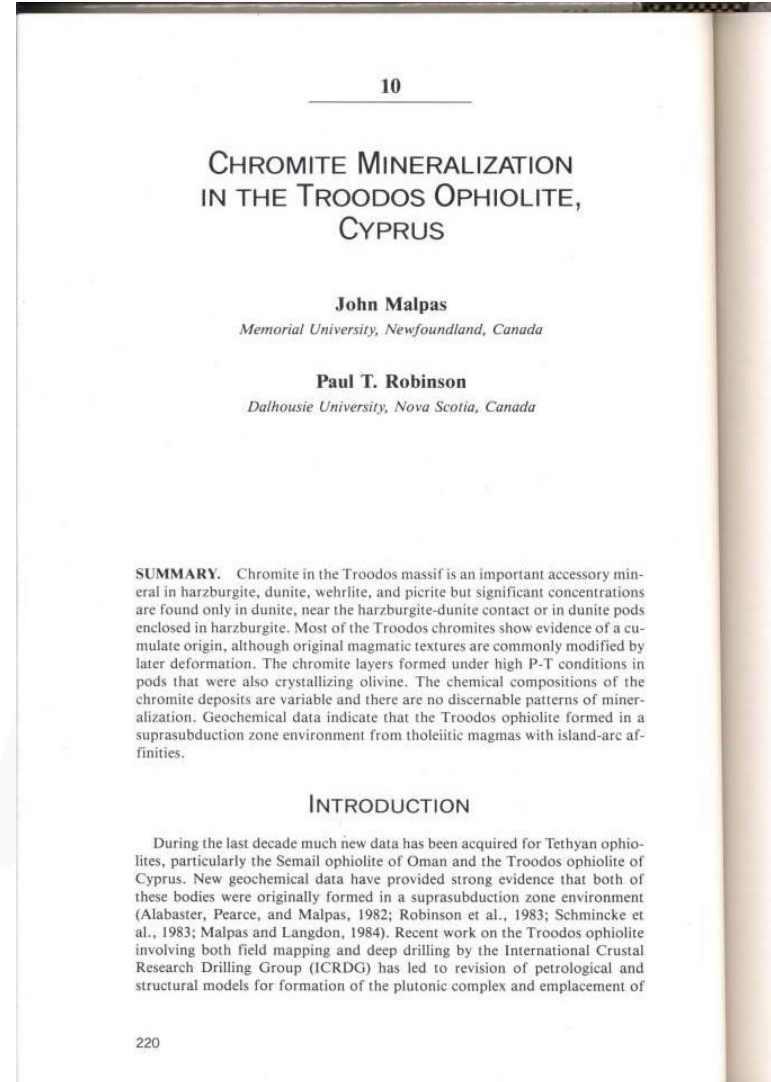 10
CHROMITE MINERALIZATION
IN THE TROODOS OPHIOLITE,
CYPRUS
John Malpas
Memorial University, Newfoundland, Canada
Paul T. Robinson
Dalhousie University, Nova Scotia, Canada
SUMMARY. Chromite in the Troodos massif is an important accessory min-
eral in harzburgite, dunite, wehrlite, and picrite but significant concentrations
are found only in dunite, near the harzburgite-dunite contact or in dunite pods
enclosed in harzburgite. Most of the Troodos chromites show evidence of a cu-
mulate origin, although original magmatic textures are commonly modified by
later deformation. The chromite layers formed under high P-T conditions in
pods that were also crystallizing olivine. The chemical compositions of the
chromite deposits are variable and there are no discernable patterns of miner-
alization. Geochemical data indicate that the Troodos ophiolite formed in a
suprasubduction zone environment from tholeiitic magmas with island-arc af-
finities.
INTRODUCTION
During the last decade much new data has been acquired for Tethyan ophio-
lites, particularly the Semail ophiolite of Oman and the Troodos ophiolite of
Cyprus. New geochemical data have provided strong evidence that both of
these bodies were originally formed in a suprasubduction zone environment
(Alabaster, Pearce, and Malpas, 1982; Robinson et al., 1983; Schmincke et
al., 1983; Malpas and Langdon, 1984). Recent work on the Troodos ophiolite
involving both field mapping and deep drilling by the International Crustal
Research Drilling Group (ICRDG) has led to revision of petrological and
structural models for formation of the plutonic complex and emplacement of
220